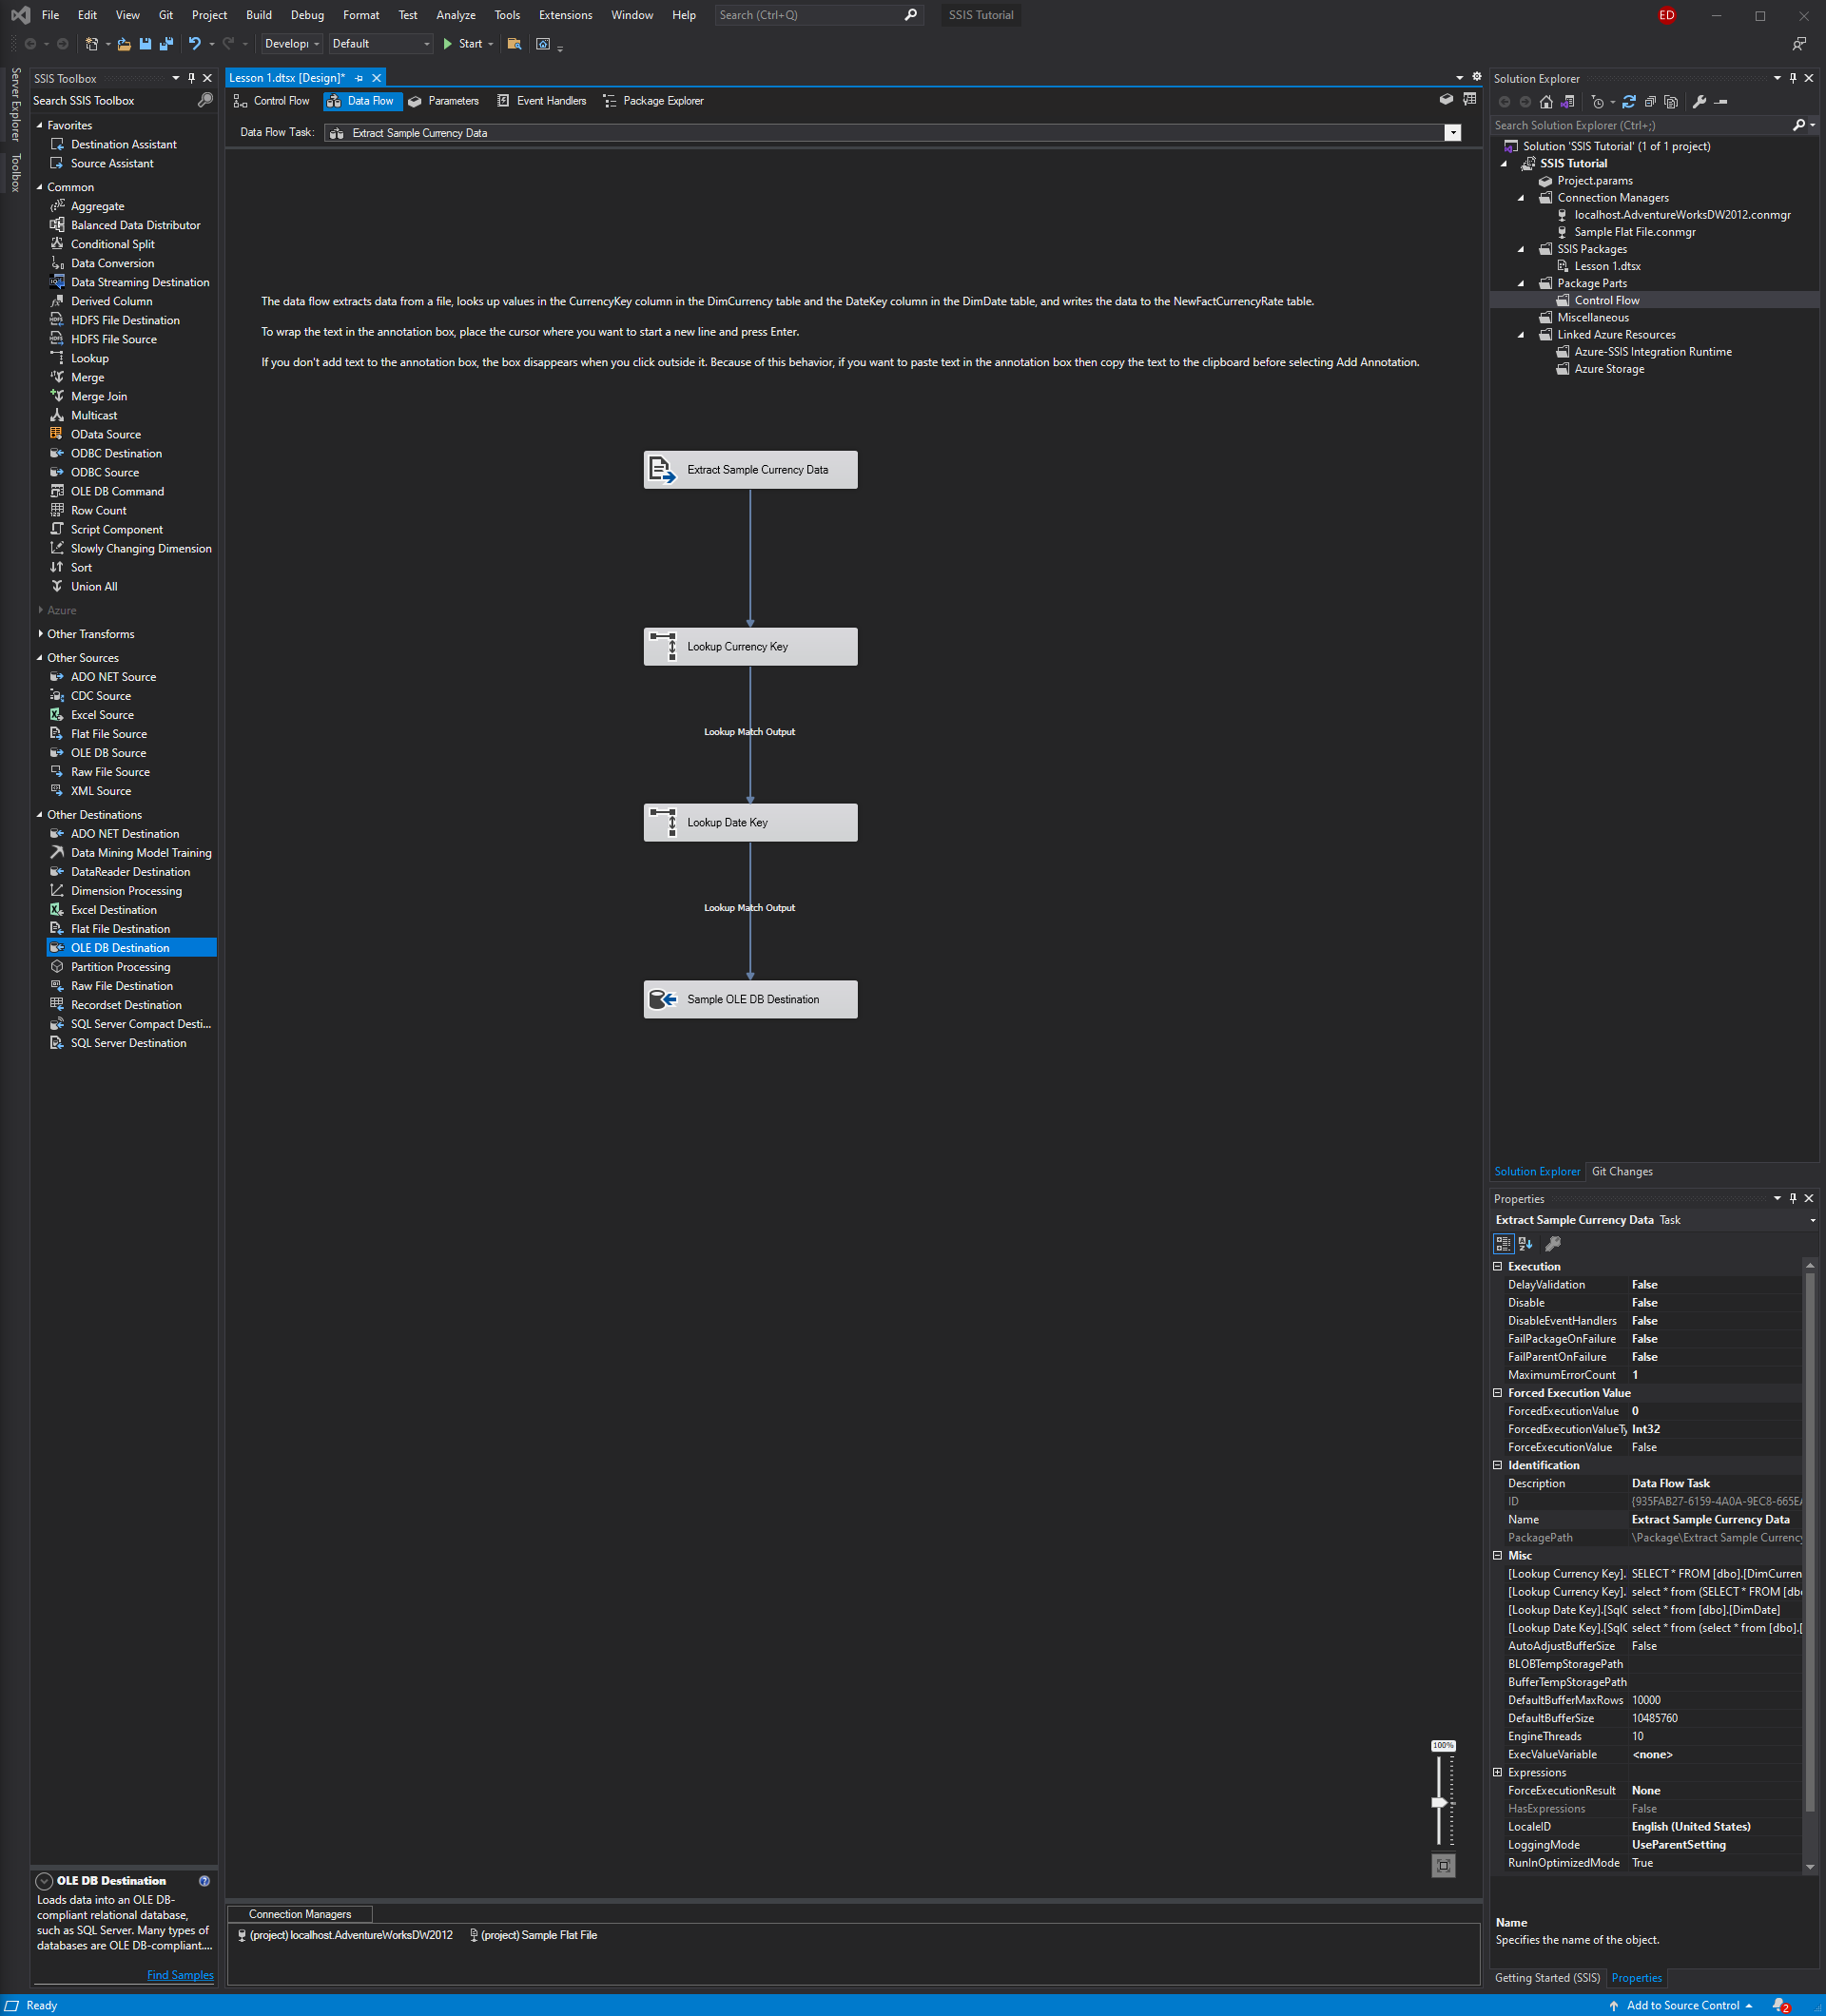 File Edit View Git Project Build Debug Format Test Analyze Tools Extensions Window Help Search (Ctrl+Q) SSIS Tutorial ED
Developi Default Start
Server Explorer
Toolbox
SSIS Toolbox
Search SSIS Toolbox
Favorites
Destination Assistant
Source Assistant
Common
Aggregate
Balanced Data Distributor
Conditional Split
Data Conversion
Data Streaming Destination
Derived Column
HDFS File Destination
HDFS File Source
Lookup
Merge
Merge Join
Multicast
OData Source
ODBC Destination
ODBC Source
OLE DB Command
Row Count
Script Component
Slowly Changing Dimension
Sort
Union All
Azure
Other Transforms
Other Sources
ADO NET Source
CDC Source
Excel Source
Flat File Source
OLE DB Source
Raw File Source
XML Source
Other Destinations
ADO NET Destination
Data Mining Model Training
DataReader Destination
Dimension Processing
Excel Destination
Flat File Destination
OLE DB Destination
Partition Processing
Raw File Destination
Recordset Destination
SQL Server Compact Desti...
SQL Server Destination
OLE DB Destination
Loads data into an OLE DB-
compliant relational database,
such as SQL Server. Many types of
databases are OLE DB-compliant....
Find Samples
Lesson 1.dtsx [Design]*
Control Flow Data Flow Parameters Event Handlers Package Explorer
Data Flow Task: Extract Sample Currency Data
The data flow extracts data from a file, looks up values in the CurrencyKey column in the DimCurrency table and the DateKey column in the DimDate table, and writes the data to the NewFactCurrencyRate table.
To wrap the text in the annotation box, place the cursor where you want to start a new line and press Enter.
If you don't add text to the annotation box, the box disappears when you click outside it. Because of this behavior, if you want to paste text in the annotation box then copy the text to the clipboard before selecting Add Annotation.
Extract Sample Currency Data
Lookup Currency Key
Lookup Match Output
Lookup Date Key
Lookup Match Output
Sample OLE DB Destination
100%
Connection Managers
(project) localhost.AdventureWorksDW2012 (project) Sample Flat File
Solution Explorer
Search Solution Explorer (Ctrl+;)
Solution 'SSIS Tutorial' (1 of 1 project)
SSIS Tutorial
Project.params
Connection Managers
localhost.AdventureWorksDW2012.conmgr
Sample Flat File.conmgr
SSIS Packages
Lesson 1.dtsx
Package Parts
Control Flow
Miscellaneous
Linked Azure Resources
Azure-SSIS Integration Runtime
Azure Storage
Solution Explorer Git Changes
Properties
Extract Sample Currency Data Task
Execution
DelayValidation False
Disable False
DisableEventHandlers False
FailPackageOnFailure False
FailParentOnFailure False
MaximumErrorCount 1
Forced Execution Value
ForcedExecutionValue 0
ForcedExecutionValueTy Int32
ForceExecutionValue False
Identification
Description Data Flow Task
ID {935FAB27-6159-4A0A-9EC8-665EA
Name Extract Sample Currency Data
PackagePath \Package\Extract Sample Currency
Misc
[Lookup Currency Key]. SELECT * FROM [dbo].[DimCurren
[Lookup Currency Key]. select * from (SELECT * FROM [dbo
[Lookup Date Key].[SqlC select * from [dbo].[DimDate]
[Lookup Date Key].[SqlC select * from (select * from [dbo].[
AutoAdjustBufferSize False
BLOBTempStoragePath
BufferTempStoragePath
DefaultBufferMaxRows 10000
DefaultBufferSize 10485760
EngineThreads 10
ExecValueVariable <none>
Expressions
ForceExecutionResult None
HasExpressions False
LocaleID English (United States)
LoggingMode UseParentSetting
RunInOptimizedMode True
Name
Specifies the name of the object.
Getting Started (SSIS) Properties
Ready Add to Source Control 2